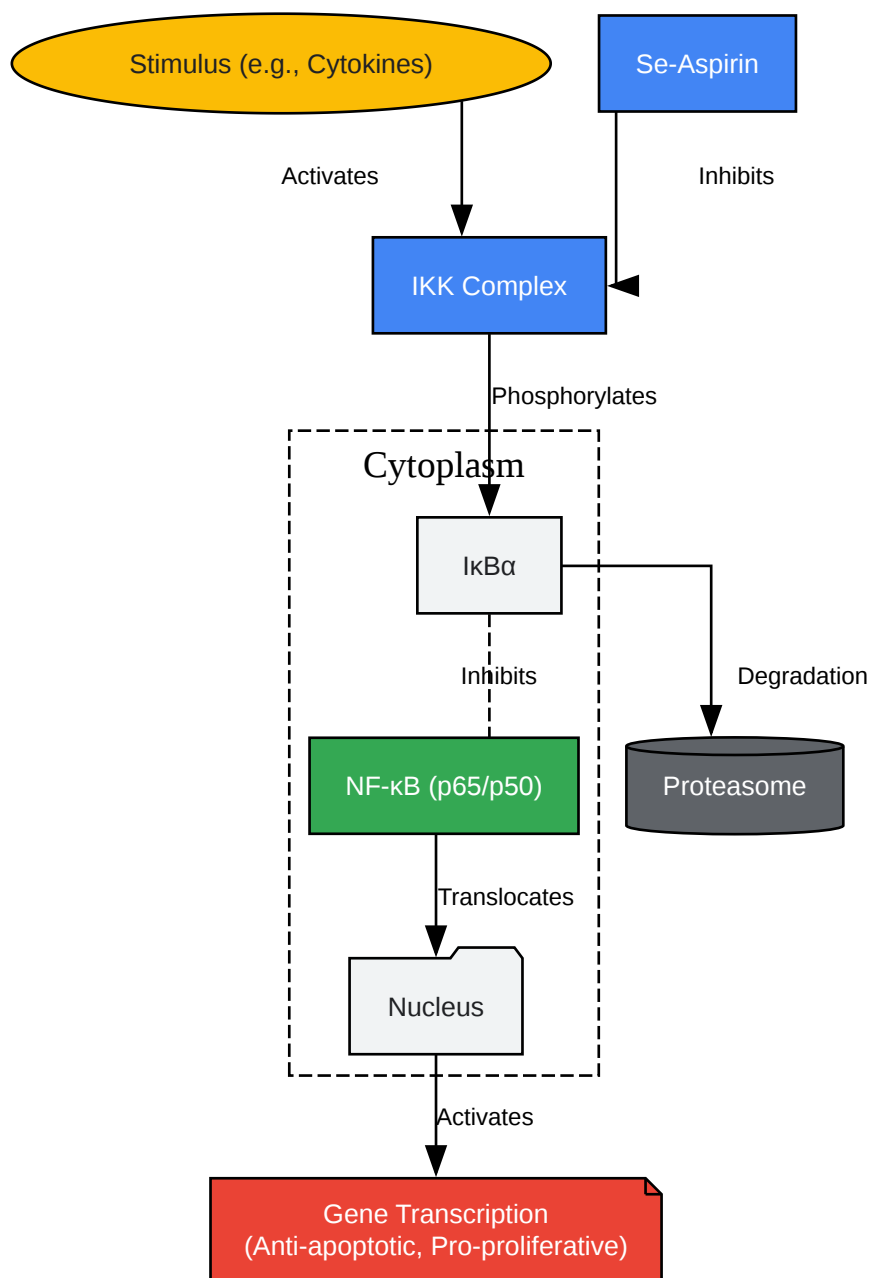 Stimulus (e.g., Cytokines)
Se-Aspirin
Activates
Inhibits
IKK Complex
Phosphorylates
Cytoplasm
IκBα
Inhibits
Degradation
NF-κB (p65/p50)
Proteasome
Translocates
Nucleus
Activates
Gene Transcription
(Anti-apoptotic, Pro-proliferative)